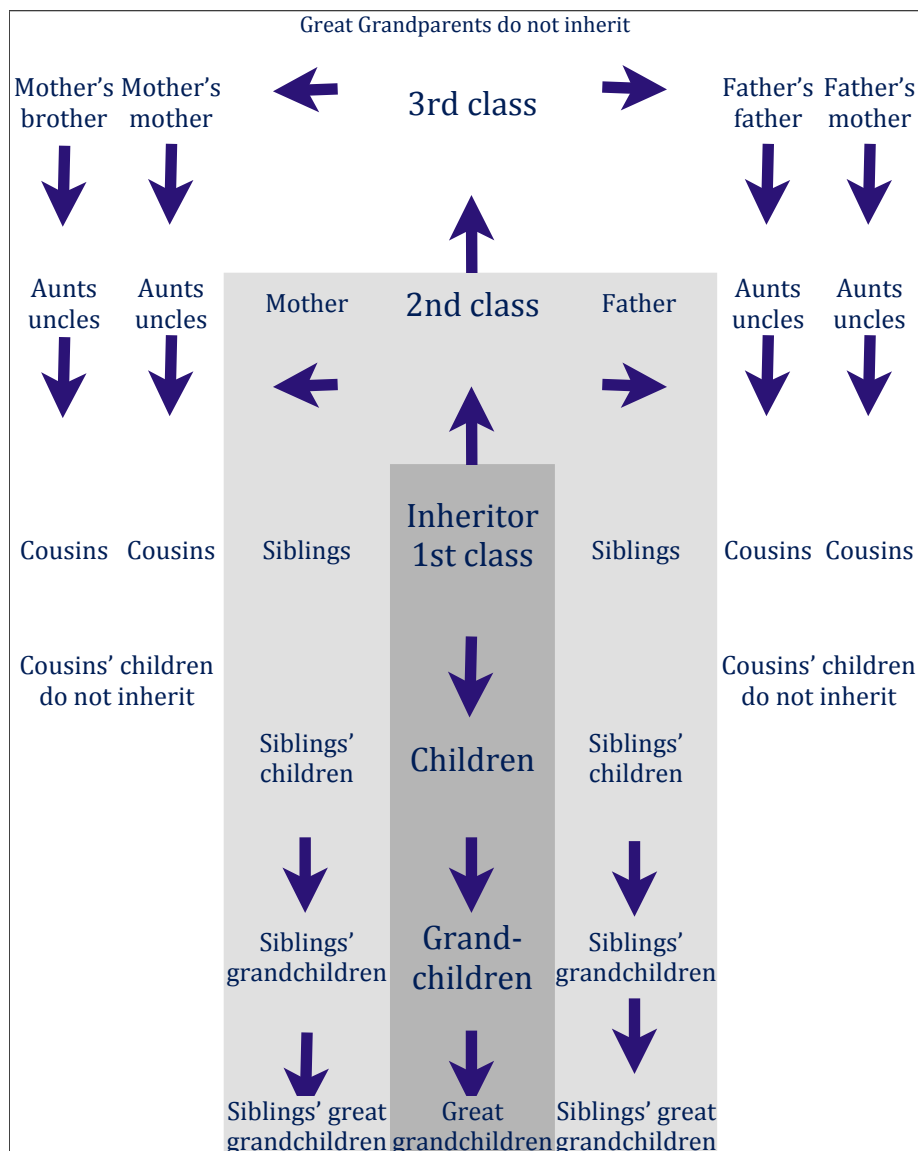 Great Grandparents do not inherit
Mother’s
brother
Mother’s
mother
3rd class
Father’s
father
Father’s
mother
Aunts
uncles
Aunts
uncles
Mother
2nd class
Father
Aunts
uncles
Aunts
uncles
Cousins
Cousins
Siblings
Inheritor
1st class
Siblings
Cousins
Cousins
Cousins’ children
do not inherit
Cousins’ children
do not inherit
Siblings’
children
Children
Siblings’
children
Siblings’
grandchildren
Grand-
children
Siblings’
grandchildren
Siblings’ great
grandchildren
Great
grandchildren
Siblings’ great
grandchildren